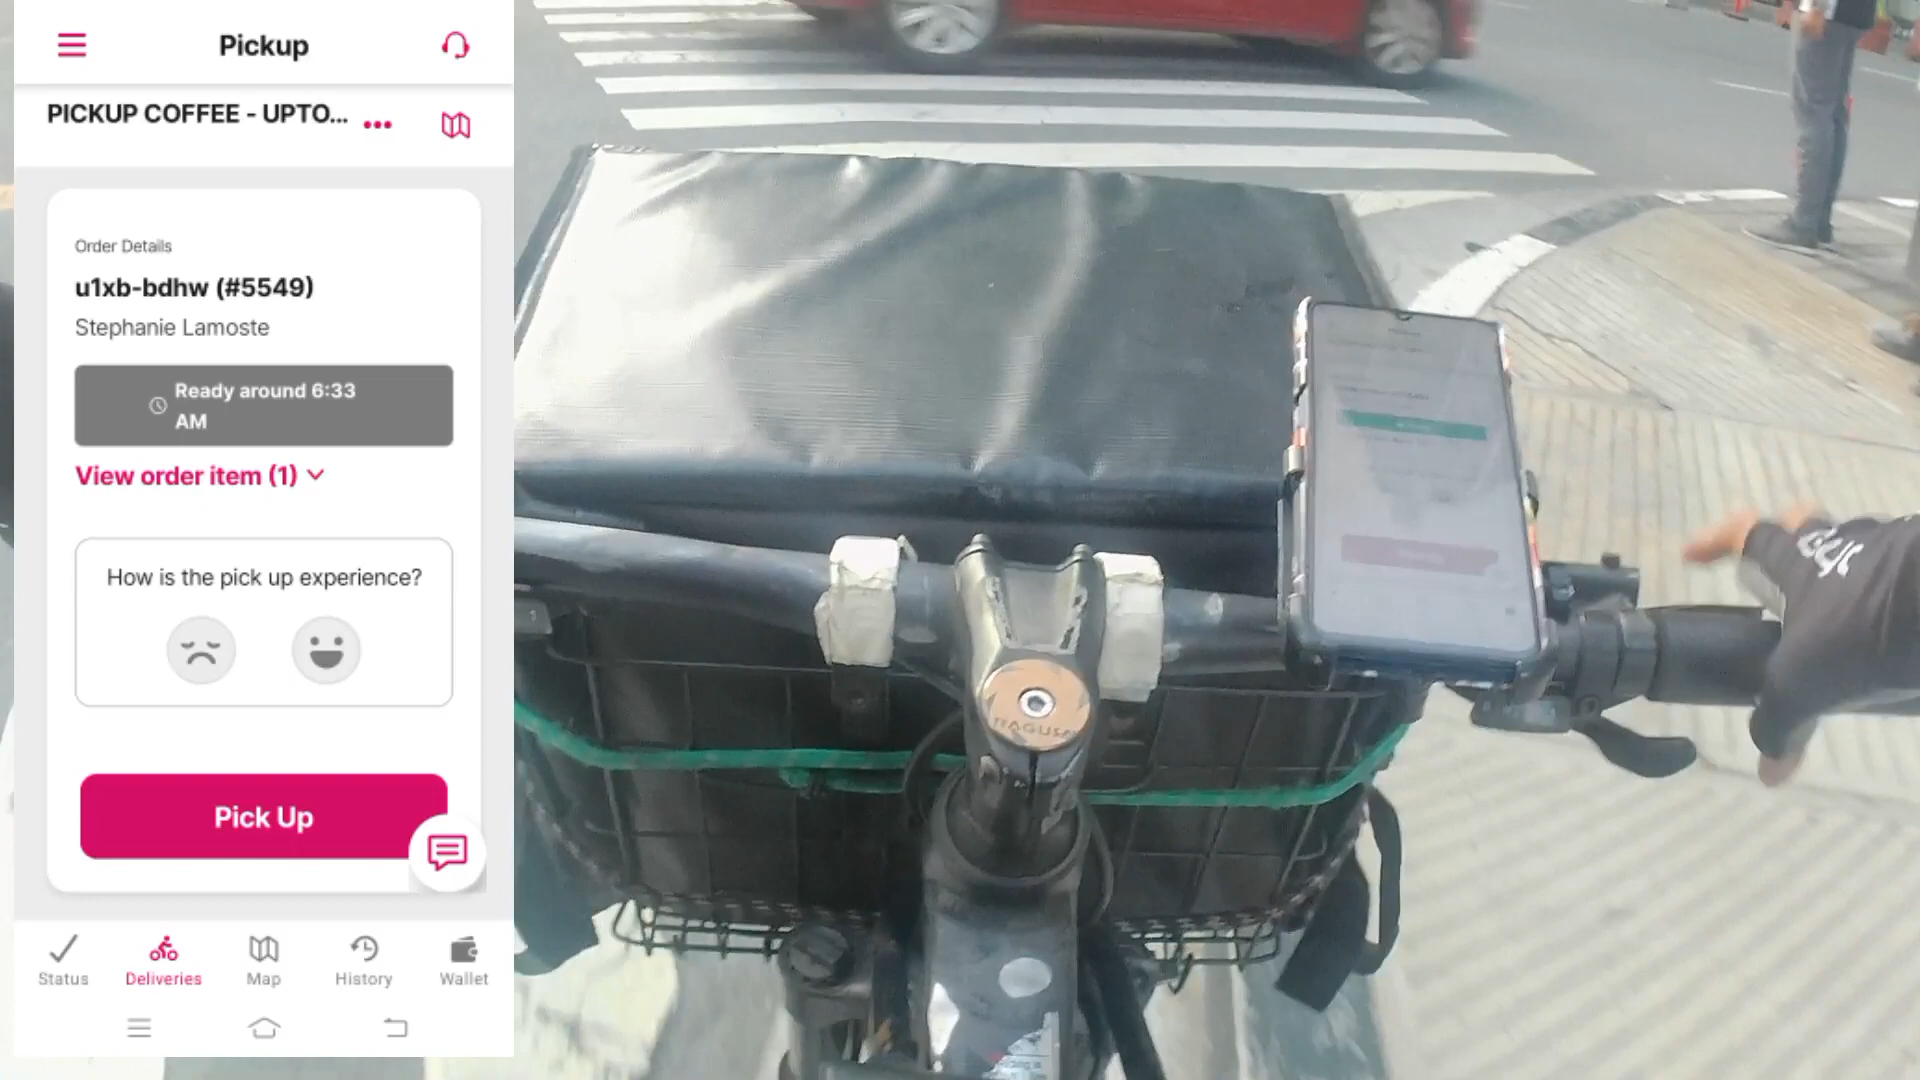 Pickup
PICKUP COFFEE - UPTO...
Order Details
u1xb-bdhw (#5549)
Stephanie Lamoste
Ready around 6:33
AM
View order item (1)
How is the pick up experience?
Pick Up
Status
Deliveries
Map
History
Wallet
RAGUSA